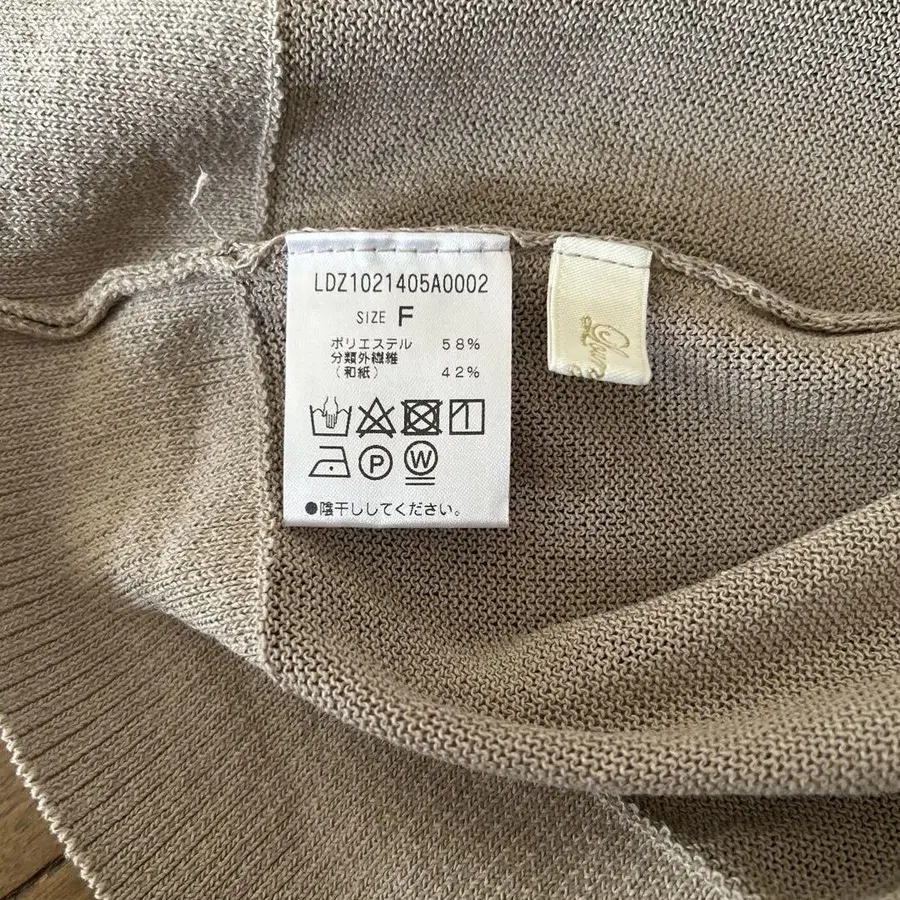 LDZ1021405A0002
SIZE F
ポリエステル 58%
分類外繊維
(和紙) 42%
P
W
●陰干ししてください。